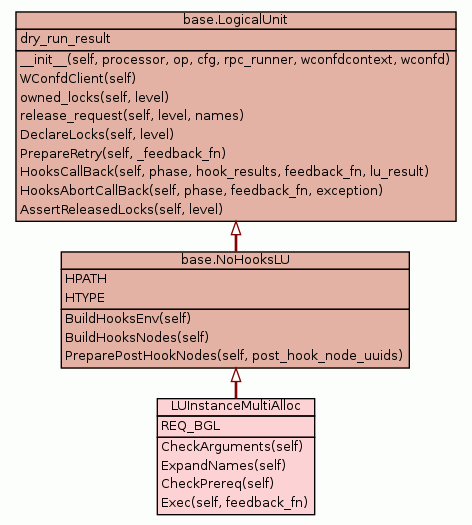 base.LogicalUnit
dry_run_result
__init__(self, processor, op, cfg, rpc_runner, wconfdcontext, wconfd)
WConfdClient(self)
owned_locks(self, level)
release_request(self, level, names)
DeclareLocks(self, level)
PrepareRetry(self, _feedback_fn)
HooksCallBack(self, phase, hook_results, feedback_fn, lu_result)
HooksAbortCallBack(self, phase, feedback_fn, exception)
AssertReleasedLocks(self, level)
base.NoHooksLU
HPATH
HTYPE
BuildHooksEnv(self)
BuildHooksNodes(self)
PreparePostHookNodes(self, post_hook_node_uuids)
LUInstanceMultiAlloc
REQ_BGL
CheckArguments(self)
ExpandNames(self)
CheckPrereq(self)
Exec(self, feedback_fn)